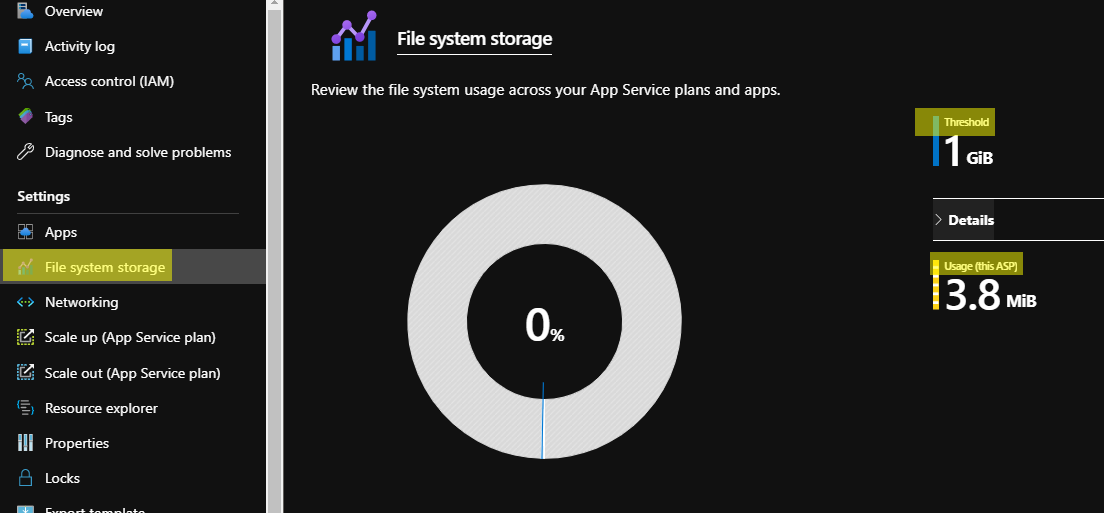 Overview
Activity log
Access control (IAM)
Tags
Diagnose and solve problems
Settings
Apps
File system storage
Networking
Scale up (App Service plan)
Scale out (App Service plan)
Resource explorer
Properties
Locks
Export template
File system storage
Review the file system usage across your App Service plans and apps.
0%
Threshold
1 GiB
Details
Usage (this ASP)
3.8 MiB